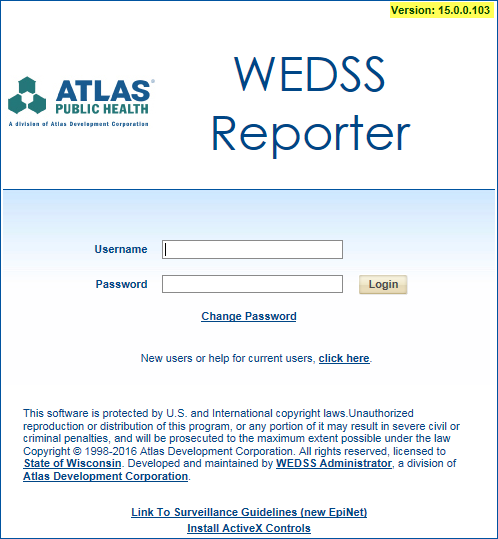 Version: 15.0.0.103
WEDSS
Reporter
ATLAS®
PUBLIC HEALTH
A division of Atlas Development Corporation
Username
Password
Login
Change Password
New users or help for current users, click here.
This software is protected by U.S. and International copyright laws.Unauthorized
reproduction or distribution of this program, or any portion of it may result in severe civil or
criminal penalties, and will be prosecuted to the maximum extent possible under the law
Copyright © 1998-2016 Atlas Development Corporation. All rights reserved, licensed to
State of Wisconsin. Developed and maintained by WEDSS Administrator, a division of
Atlas Development Corporation.
Link To Surveillance Guidelines (new EpiNet)
Install ActiveX Controls